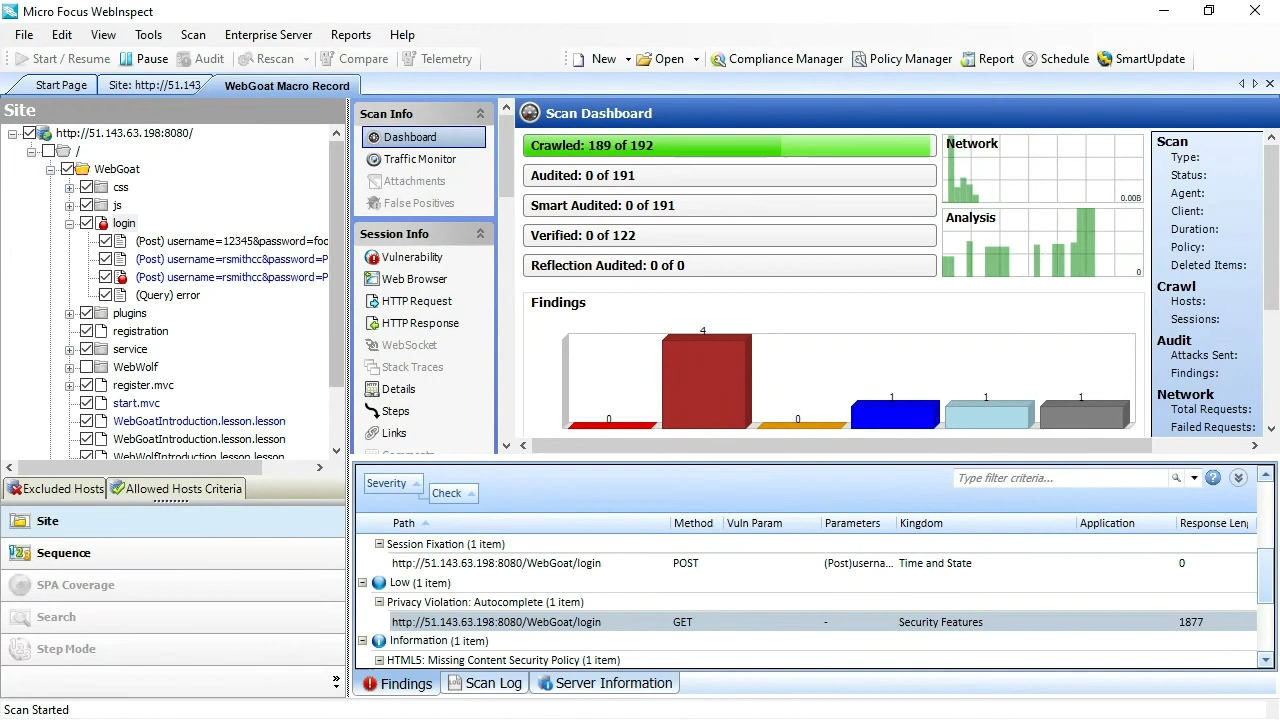 Micro Focus WebInspect
File Edit View Tools Scan Enterprise Server Reports Help
Start / Resume Pause Audit Rescan Compare Telemetry New Open Compliance Manager Policy Manager Report Schedule SmartUpdate
Start Page Site: http://51.143 WebGoat Macro Record
Site
http://51.143.63.198:8080/
/
WebGoat
css
js
login
(Post) username=12345&password=foo
(Post) username=rsmithcc&password=P
(Post) username=rsmithcc&password=P
(Query) error
plugins
registration
service
WebWolf
register.mvc
start.mvc
WebGoatIntroduction.lesson.lesson
WebGoatIntroduction.lesson.lesson
WebWolfIntroduction.lesson.lesson
Excluded Hosts Allowed Hosts Criteria
Site
Sequence
SPA Coverage
Search
Step Mode
Scan Info
Dashboard
Traffic Monitor
Attachments
False Positives
Session Info
Vulnerability
Web Browser
HTTP Request
HTTP Response
WebSocket
Stack Traces
Details
Steps
Links
Comments
Scan Dashboard
Crawled: 189 of 192
Audited: 0 of 191
Smart Audited: 0 of 191
Verified: 0 of 122
Reflection Audited: 0 of 0
Network
0.00B
Analysis
0
Findings
0 4 0 1 1 1
Scan
Type:
Status:
Agent:
Client:
Duration:
Policy:
Deleted Items:
Crawl
Hosts:
Sessions:
Audit
Attacks Sent:
Findings:
Network
Total Requests:
Failed Requests:
Severity
Check
Type filter criteria...
Path Method Vuln Param Parameters Kingdom Application Response Leng
Session Fixation (1 item)
http://51.143.63.198:8080/WebGoat/login POST (Post)userna... Time and State 0
Low (1 item)
Privacy Violation: Autocomplete (1 item)
http://51.143.63.198:8080/WebGoat/login GET - Security Features 1877
Information (1 item)
HTML5: Missing Content Security Policy (1 item)
Findings Scan Log Server Information
Scan Started